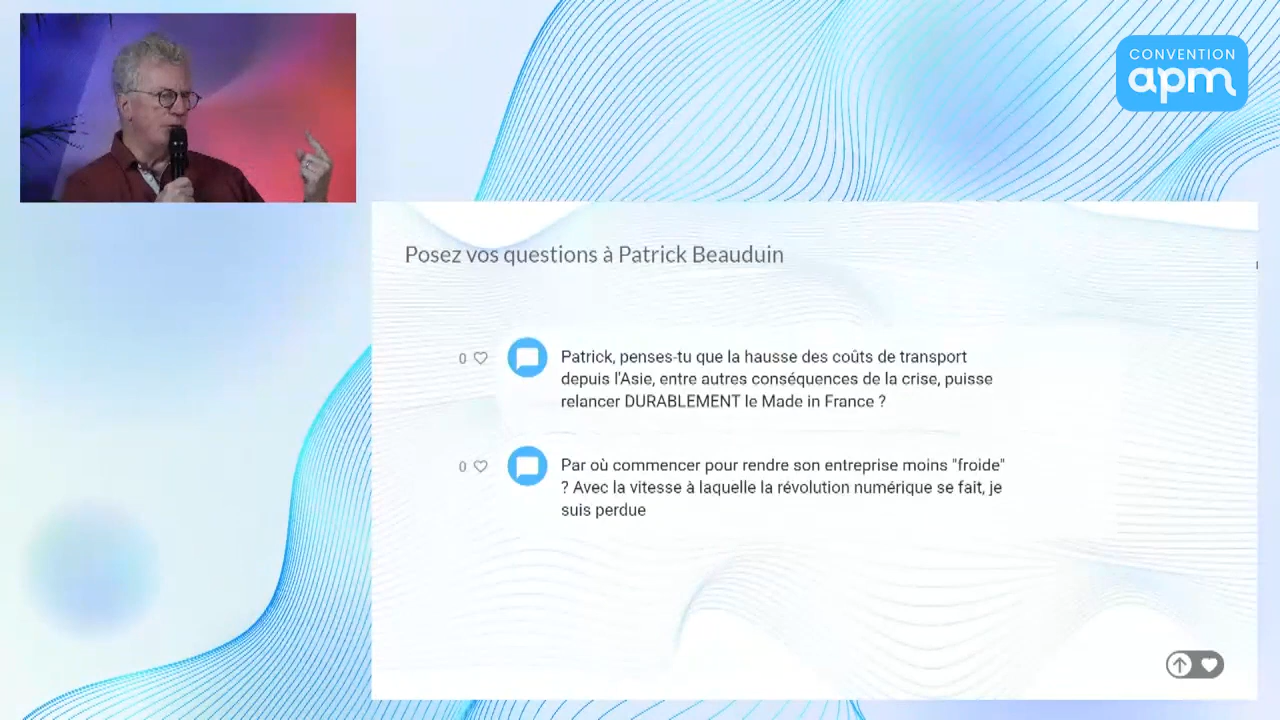 CONVENTION
apm
Posez vos questions à Patrick Beauduin
0
Patrick, penses-tu que la hausse des coûts de transport
depuis l'Asie, entre autres conséquences de la crise, puisse
relancer DURABLEMENT le Made in France ?
0
Par où commencer pour rendre son entreprise moins "froide"
? Avec la vitesse à laquelle la révolution numérique se fait, je
suis perdue